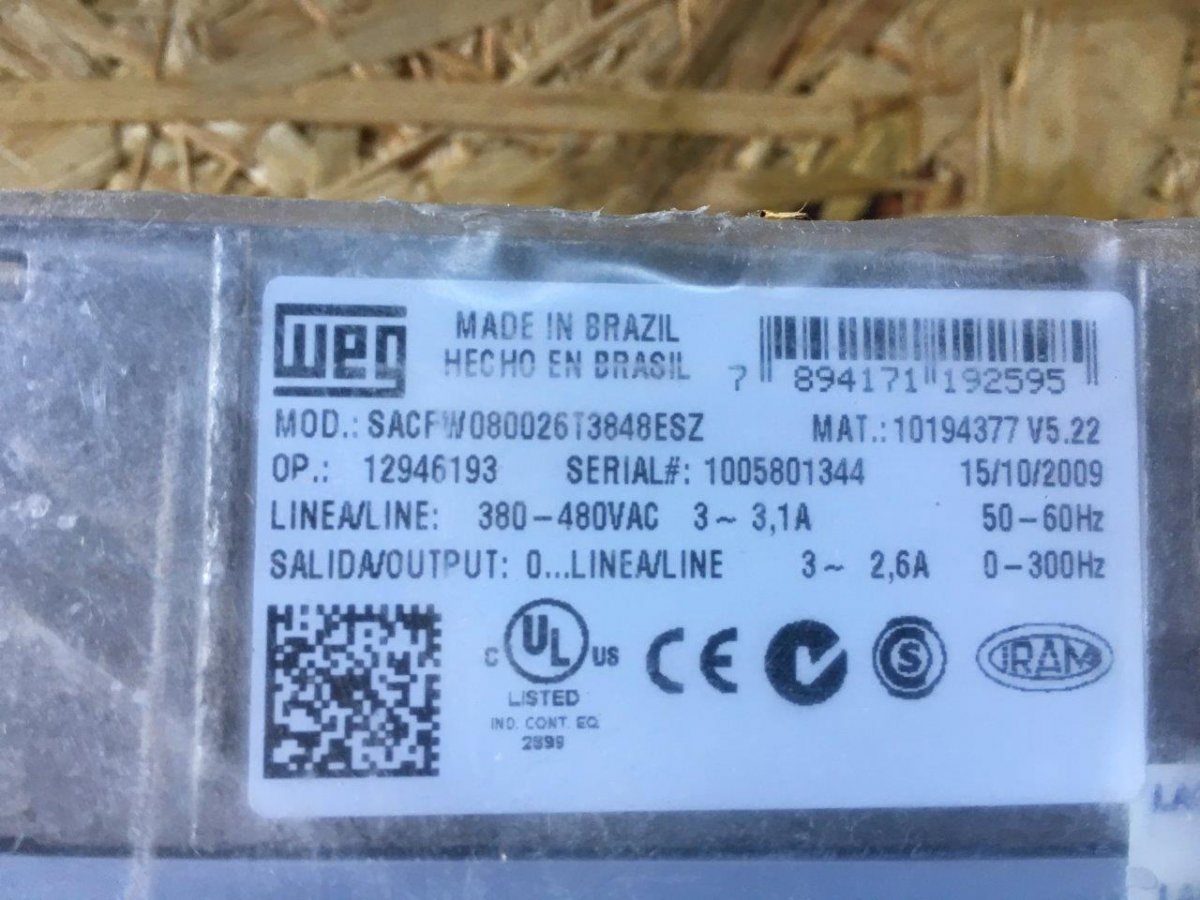 WEG
MADE IN BRAZIL
HECHO EN BRASIL
7 894171 192595
MOD.: SACFW080026T3848ESZ MAT.: 10194377 V5.22
OP.: 12946193 SERIAL#: 1005801344 15/10/2009
LINEA/LINE: 380-480VAC 3~ 3,1A 50-60Hz
SALIDA/OUTPUT: 0...LINEA/LINE 3~ 2,6A 0-300Hz
C UL US
LISTED
IND. CONT. EQ.
CE
S
IRAM